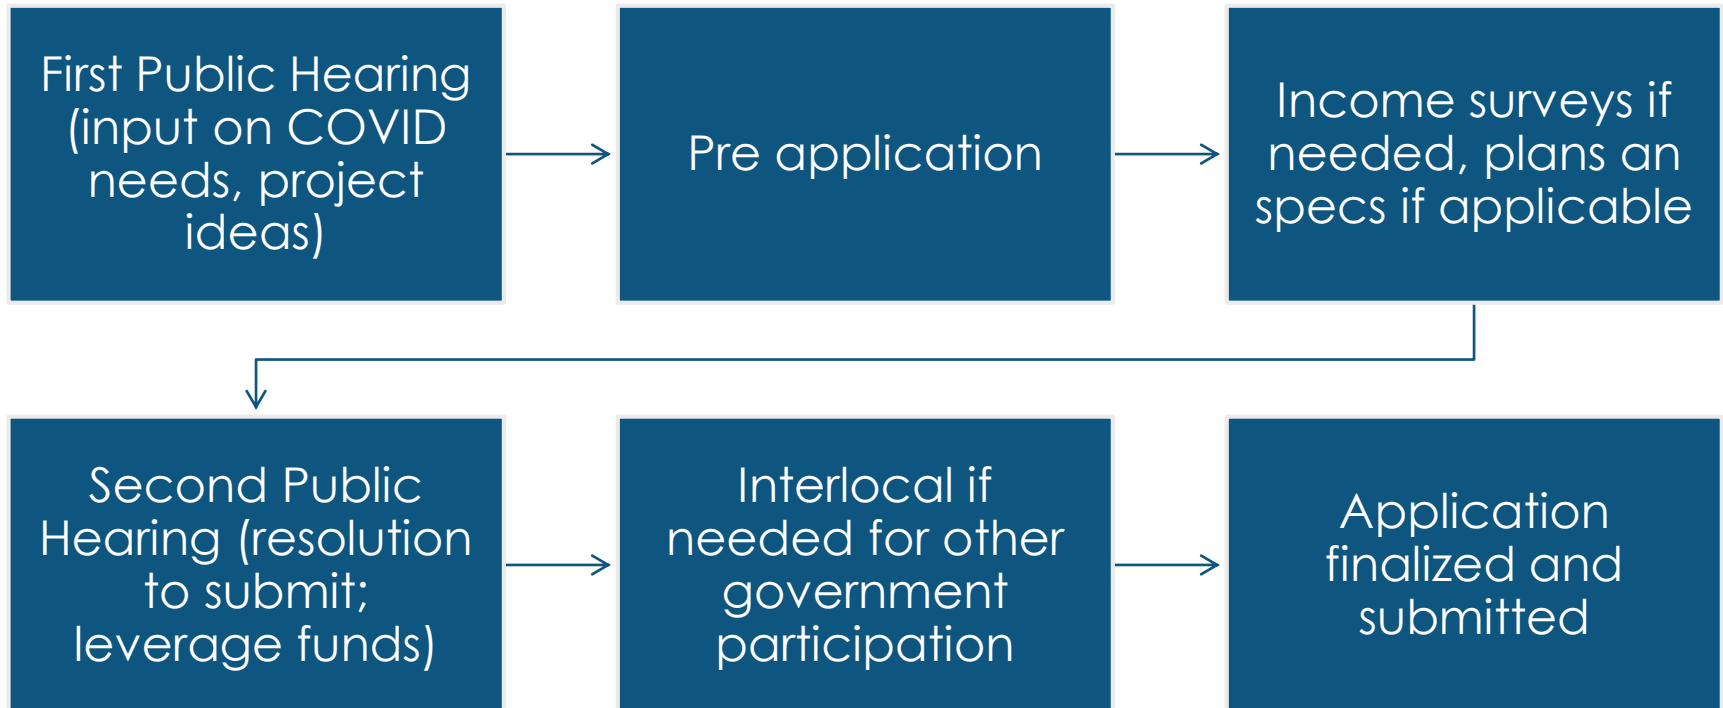 First Public Hearing
(input on COVID
needs, project
ideas)
Pre application
Income surveys if
needed, plans an
specs if applicable
Second Public
Hearing (resolution
to submit;
leverage funds)
Interlocal if
needed for other
government
participation
Application
finalized and
submitted